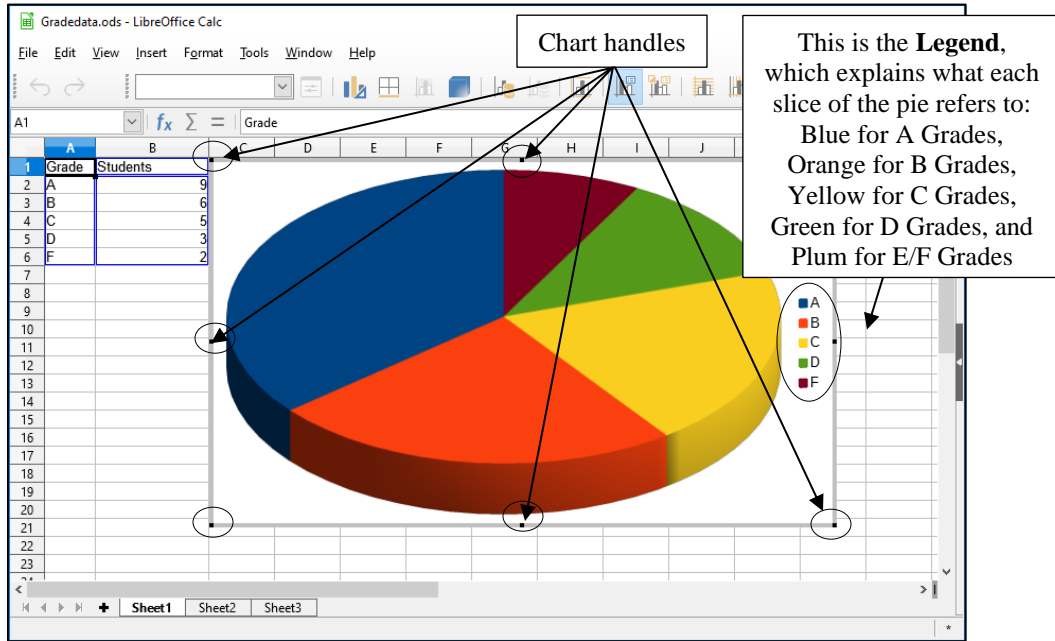 Gradedata.ods - LibreOffice Calc
File Edit View Insert Format Tools Window Help
Chart handles
This is the Legend,
which explains what each
slice of the pie refers to:
Blue for A Grades,
Orange for B Grades,
Yellow for C Grades,
Green for D Grades, and
Plum for E/F Grades
A1 fx Σ = Grade
A B C D E F G H I J
1 Grade Students
2 A 9
3 B 6
4 C 5
5 D 3
6 F 2
7
8
9
10
11
12
13
14
15
16
17
18
19
20
21
22
23
A
B
C
D
F
Sheet1 Sheet2 Sheet3
*